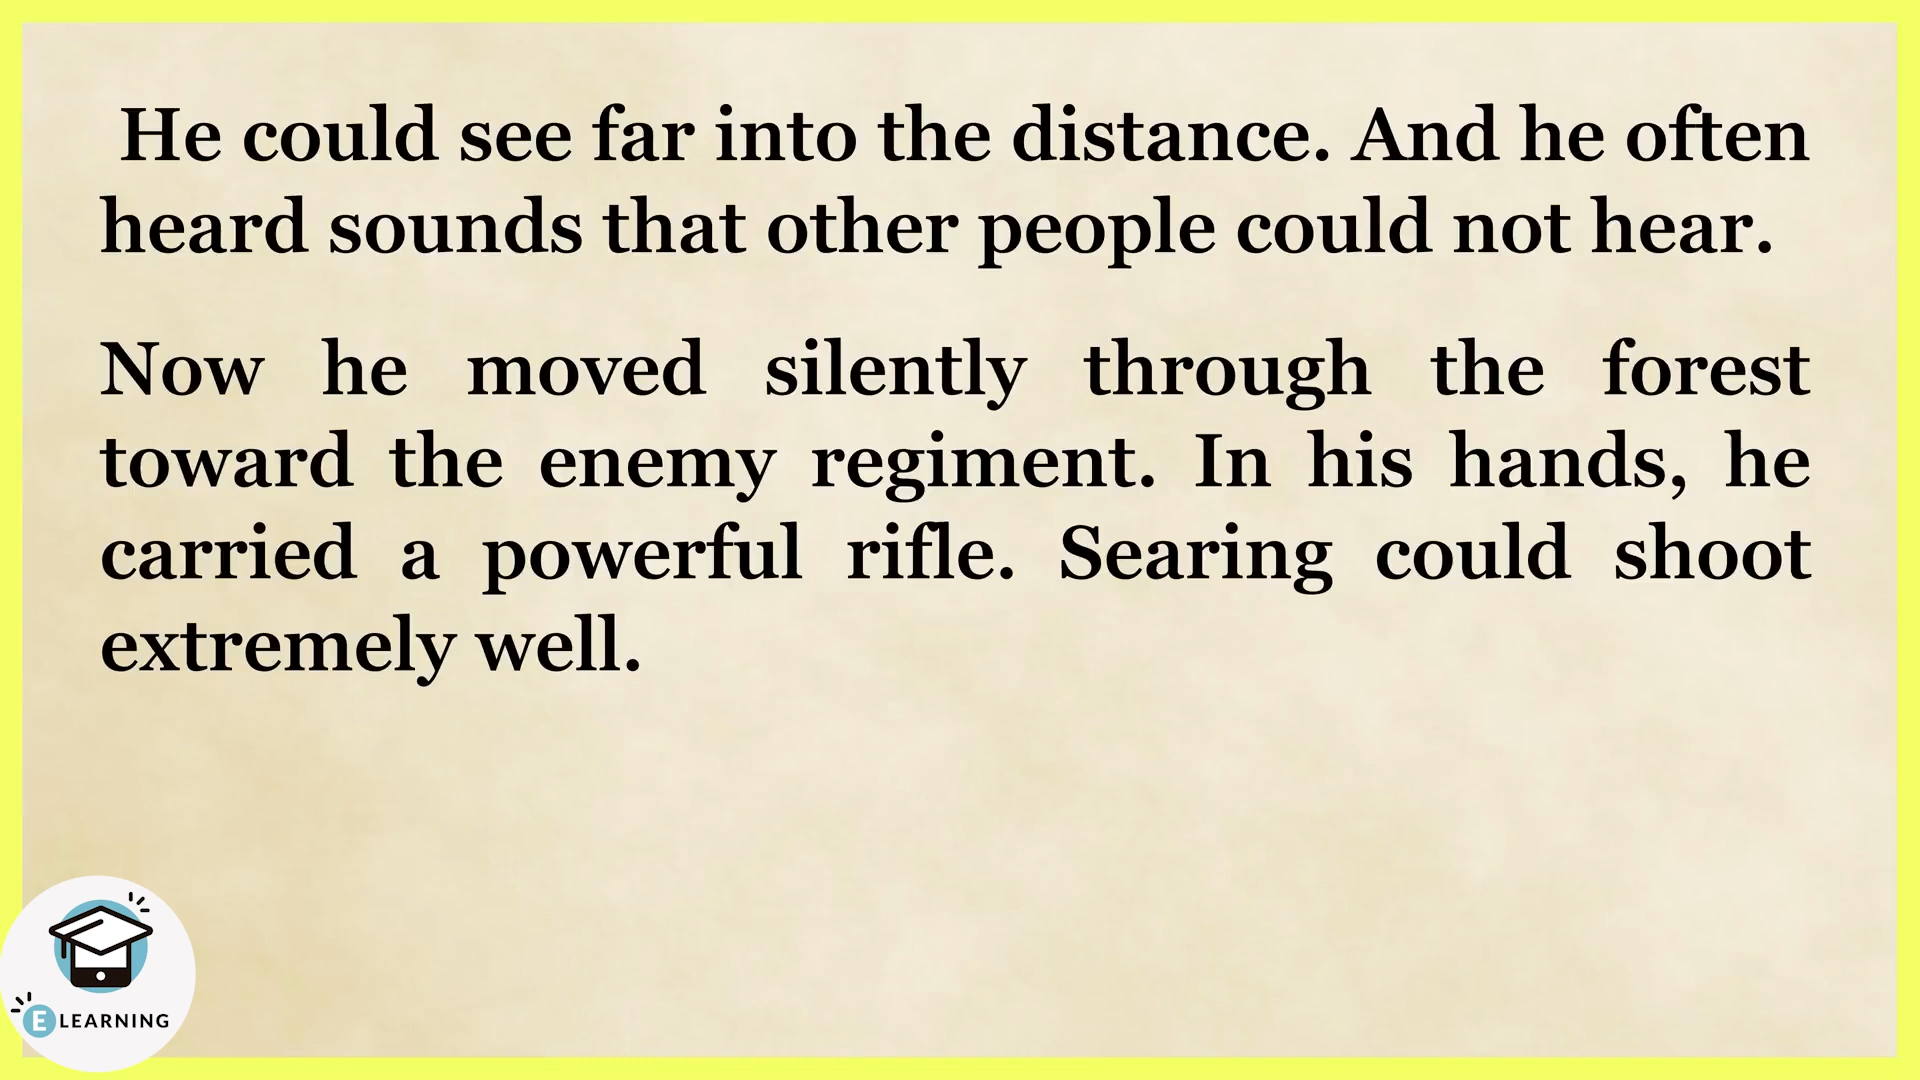 He could see far into the distance. And he often
heard sounds that other people could not hear.
Now he moved silently through the forest
toward the enemy regiment. In his hands, he
carried a powerful rifle. Searing could shoot
extremely well.
E LEARNING